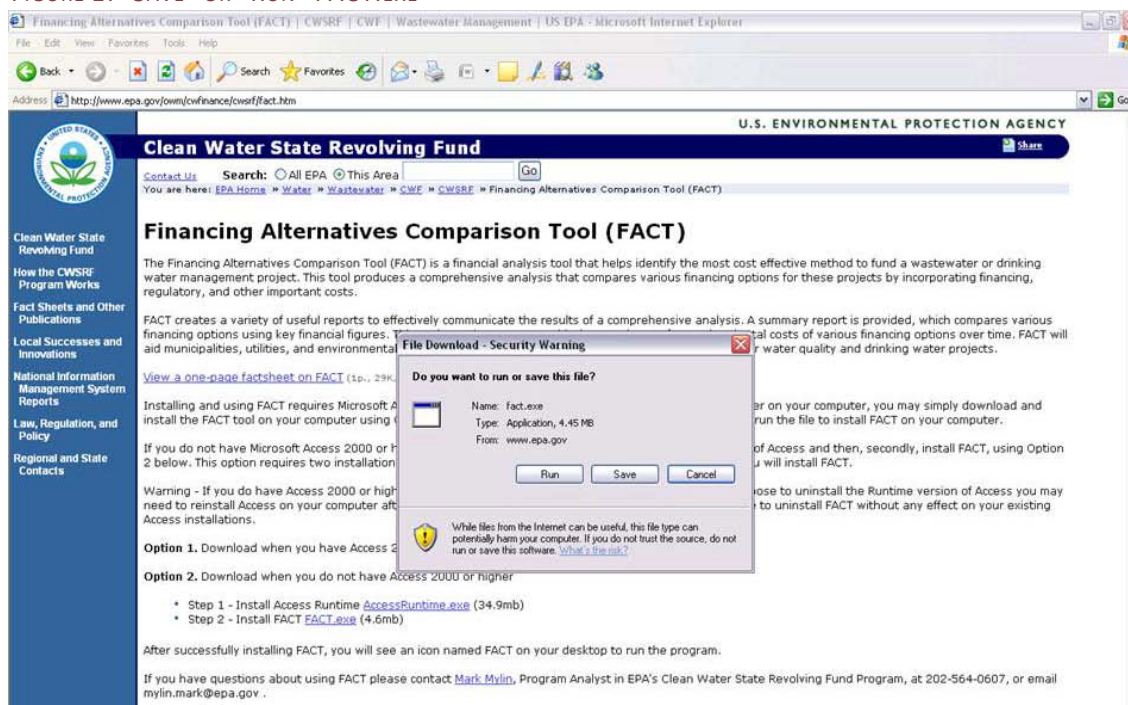 Financing Alternatives Comparison Tool (FACT) | CWSRF | CWF | Wastewater Management | US EPA - Microsoft Internet Explorer
File Edit View Favorites Tools Help
Back Search Favorites
Address http://www.epa.gov/owm/cwfinance/cwsrf/fact.htm Go
U.S. ENVIRONMENTAL PROTECTION AGENCY
Clean Water State Revolving Fund Share
Contact Us Search: All EPA This Area Go
You are here: EPA Home » Water » Wastewater » CWF » CWSRF » Financing Alternatives Comparison Tool (FACT)
Clean Water State
Revolving Fund
How the CWSRF
Program Works
Fact Sheets and Other
Publications
Local Successes and
Innovations
National Information
Management System
Reports
Law, Regulation, and
Policy
Regional and State
Contacts
Financing Alternatives Comparison Tool (FACT)
The Financing Alternatives Comparison Tool (FACT) is a financial analysis tool that helps identify the most cost effective method to fund a wastewater or drinking
water management project. This tool produces a comprehensive analysis that compares various financing options for these projects by incorporating financing,
regulatory, and other important costs.
FACT creates a variety of useful reports to effectively communicate the results of a comprehensive analysis. A summary report is provided, which compares various
financing options using key financial figures. tal costs of various financing options over time. FACT will
aid municipalities, utilities, and environmental r water quality and drinking water projects.
View a one-page factsheet on FACT (1p., 29K,
Installing and using FACT requires Microsoft A er on your computer, you may simply download and
install the FACT tool on your computer using run the file to install FACT on your computer.
If you do not have Microsoft Access 2000 or h of Access and then, secondly, install FACT, using Option
2 below. This option requires two installation u will install FACT.
Warning - If you do have Access 2000 or high ose to uninstall the Runtime version of Access you may
need to reinstall Access on your computer aft to uninstall FACT without any effect on your existing
Access installations.
Option 1. Download when you have Access 2
Option 2. Download when you do not have Access 2000 or higher
• Step 1 - Install Access Runtime AccessRuntime.exe (34.9mb)
• Step 2 - Install FACT FACT.exe (4.6mb)
After successfully installing FACT, you will see an icon named FACT on your desktop to run the program.
If you have questions about using FACT please contact Mark Mylin, Program Analyst in EPA's Clean Water State Revolving Fund Program, at 202-564-0607, or email
mylin.mark@epa.gov .
File Download - Security Warning
Do you want to run or save this file?
Name: fact.exe
Type: Application, 4.45 MB
From: www.epa.gov
Run Save Cancel
While files from the Internet can be useful, this file type can
potentially harm your computer. If you do not trust the source, do not
run or save this software. What's the risk?